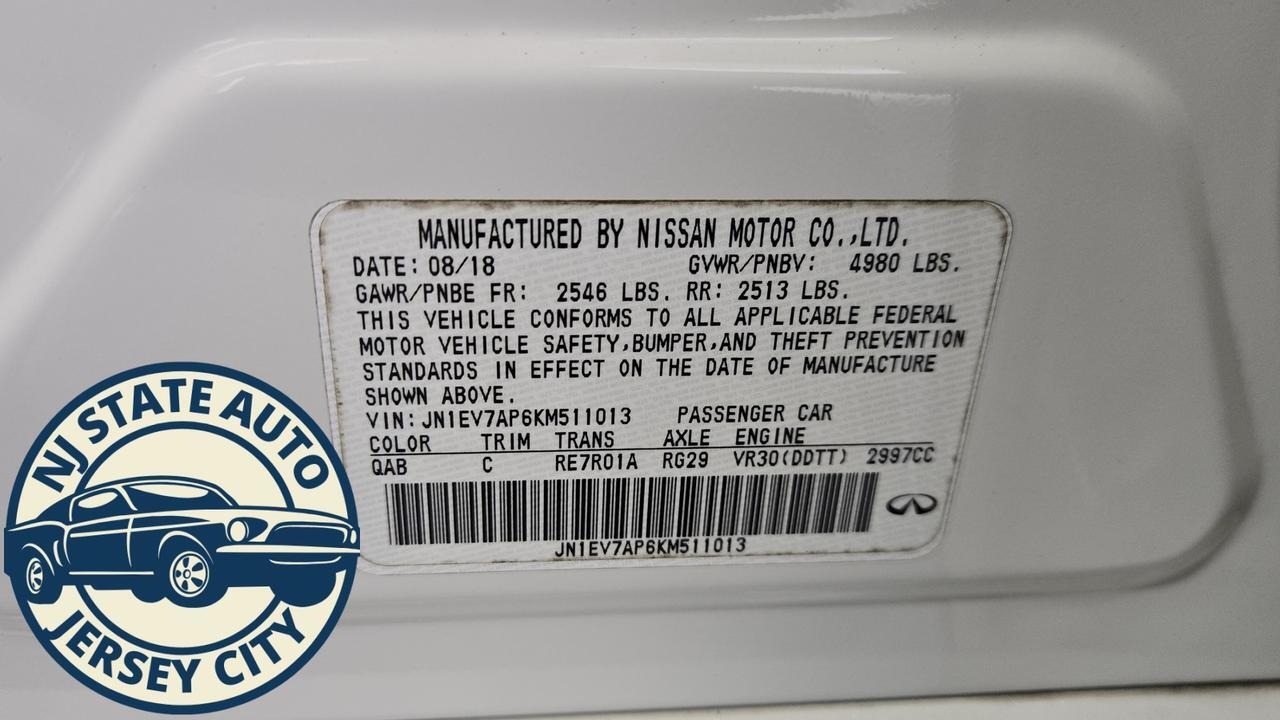 MANUFACTURED BY NISSAN MOTOR CO.,LTD.
DATE: 08/18 GVWR/PNBV: 4980 LBS.
GAWR/PNBE FR: 2546 LBS. RR: 2513 LBS.
THIS VEHICLE CONFORMS TO ALL APPLICABLE FEDERAL
MOTOR VEHICLE SAFETY,BUMPER,AND THEFT PREVENTION
STANDARDS IN EFFECT ON THE DATE OF MANUFACTURE
SHOWN ABOVE.
VIN: JN1EV7AP6KM511013 PASSENGER CAR
COLOR TRIM TRANS AXLE ENGINE
QAB C RE7R01A RG29 VR30(DDTT) 2997CC
JN1EV7AP6KM511013
NJ STATE AUTO
JERSEY CITY